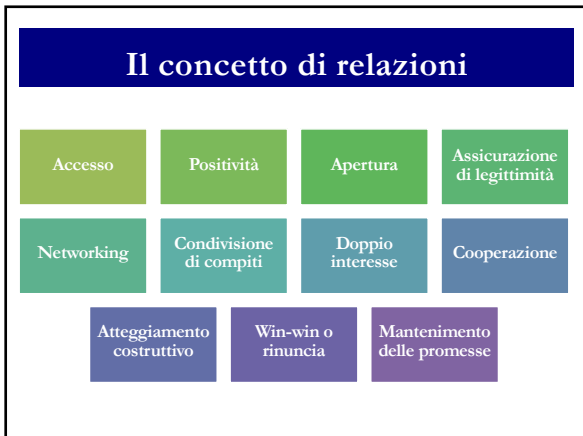 Il concetto di relazioni
Accesso
Positività
Apertura
Assicurazione
di legittimità
Networking
Condivisione
di compiti
Doppio
interesse
Cooperazione
Atteggiamento
costruttivo
Win-win o
rinuncia
Mantenimento
delle promesse